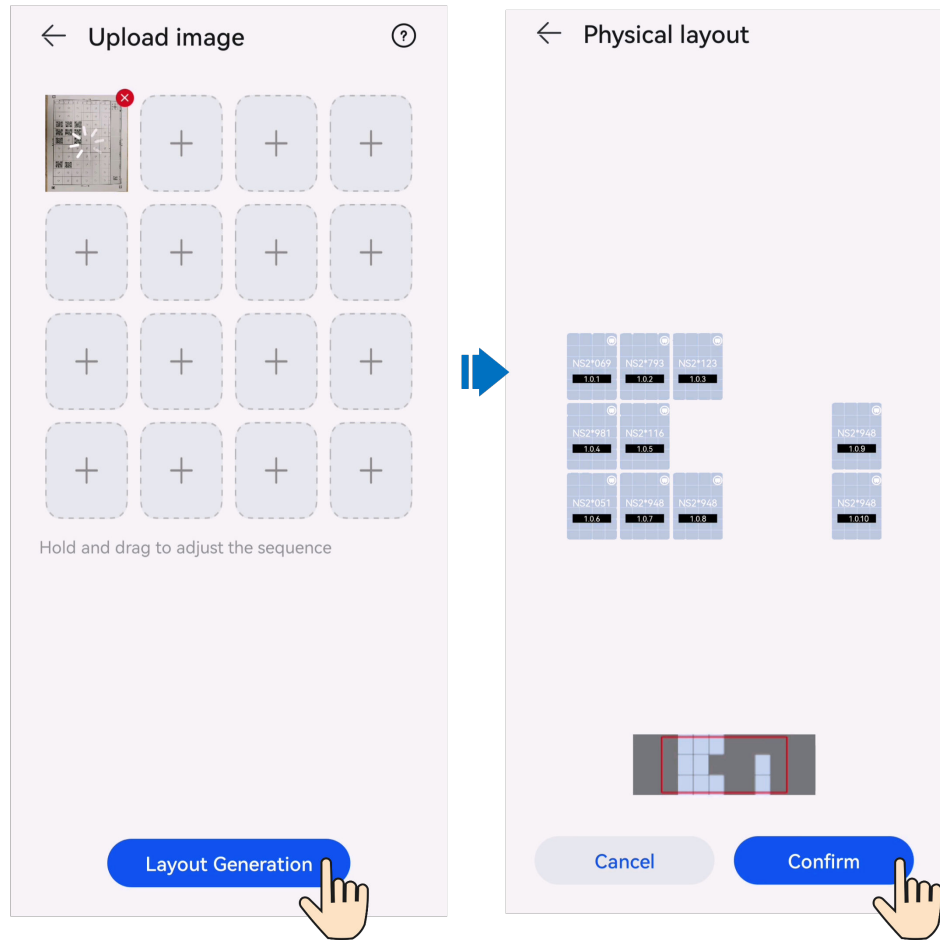 Upload image
?
Hold and drag to adjust the sequence
Layout Generation
Physical layout
NS2*069 NS2*793 NS2*123
1.0.1 1.0.2 1.0.3
NS2*981 NS2*116 NS2*948
1.0.4 1.0.5 1.0.9
NS2*051 NS2*948 NS2*948 NS2*948
1.0.6 1.0.7 1.0.8 1.0.10
Cancel Confirm